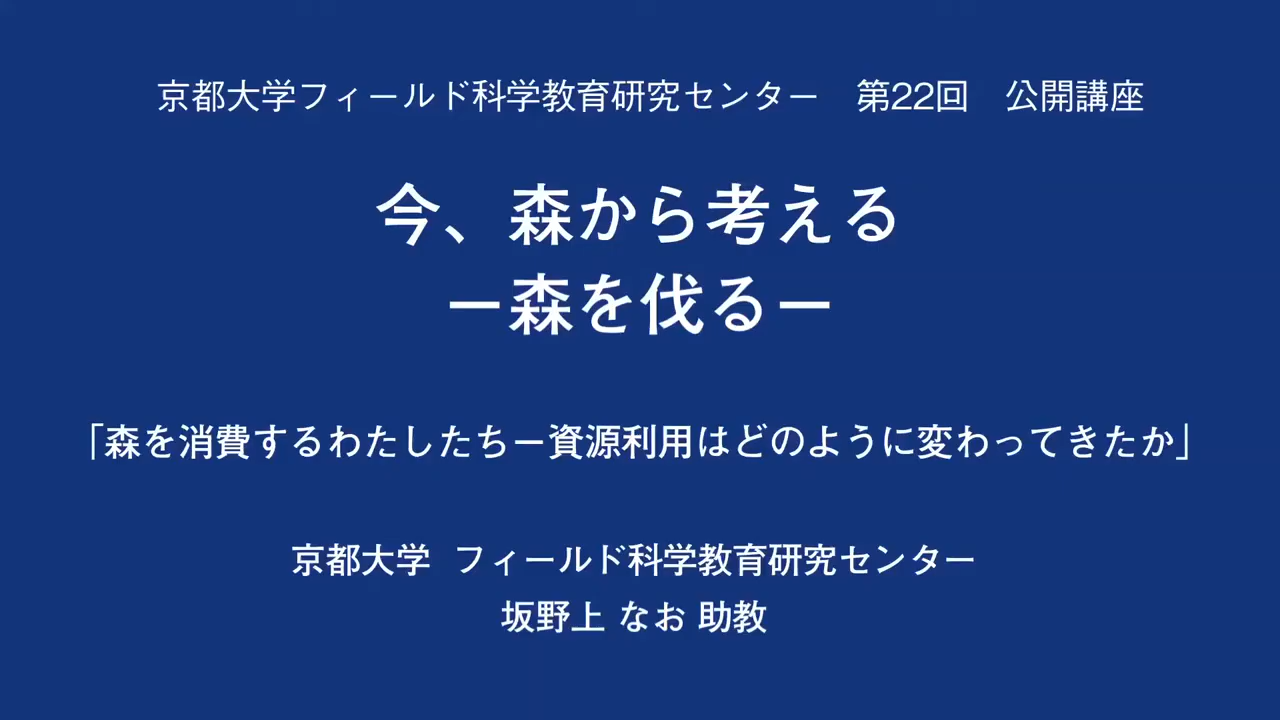 京都大学フィールド科学教育研究センター　第22回　公開講座
今、森から考える
ー森を伐るー
「森を消費するわたしたちー資源利用はどのように変わってきたか」
京都大学 フィールド科学教育研究センター
坂野上 なお 助教